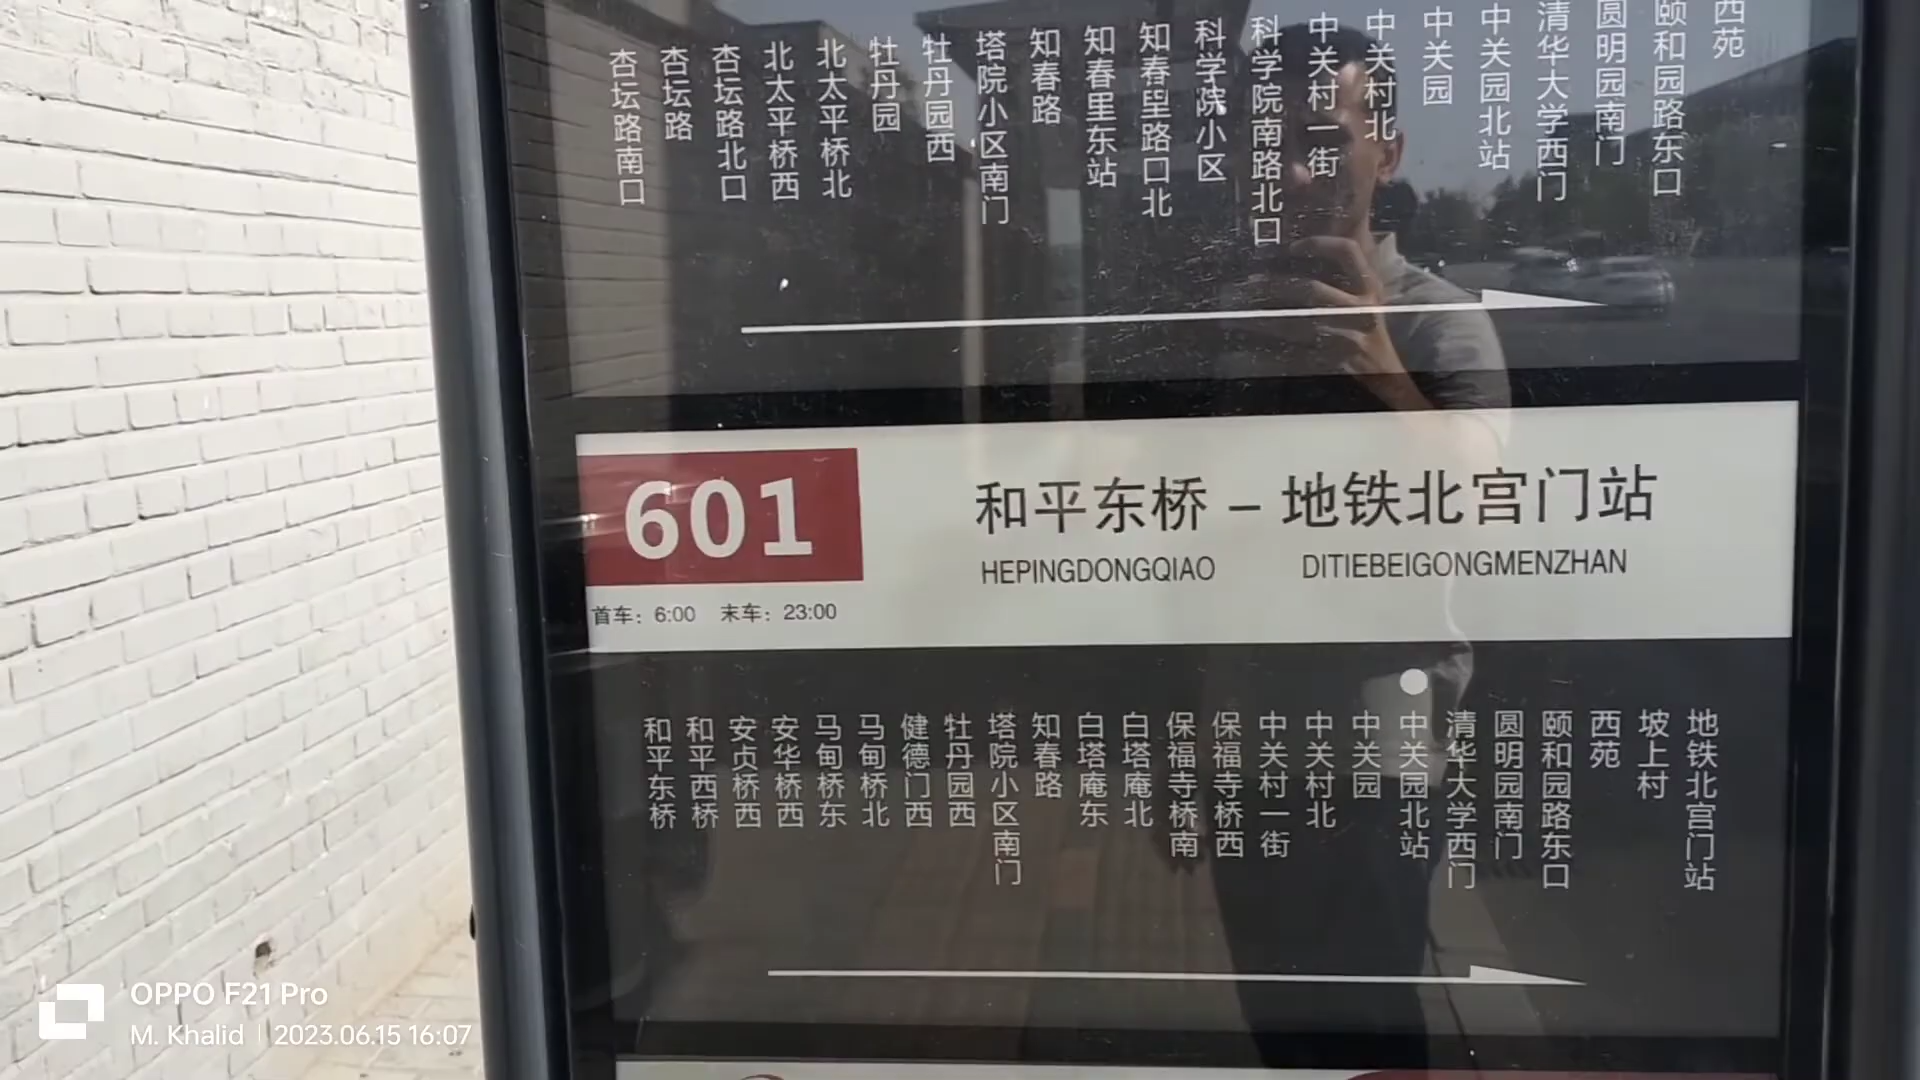 杏坛路南口
杏坛路
杏坛路北口
北太平桥西
北太平桥北
牡丹园
牡丹园西
塔院小区南门
知春路
知春里东站
知春里路口北
科学院小区
科学院南路北口
中关村一街
中关村北
中关园
中关园北站
清华大学西门
圆明园南门
颐和园路东口
西苑
601
和平东桥 – 地铁北宫门站
HEPINGDONGQIAO DITIEBEIGONGMENZHAN
首车：6:00 末车：23:00
和平东桥
和平西桥
安贞桥西
安华桥西
马甸桥东
马甸桥北
健德门西
牡丹园西
塔院小区南门
知春路
白塔庵东
白塔庵北
保福寺桥南
保福寺桥西
中关村一街
中关村北
中关园
中关园北站
清华大学西门
圆明园南门
颐和园路东口
西苑
坡上村
地铁北宫门站
OPPO F21 Pro
M. Khalid | 2023.06.15 16:07